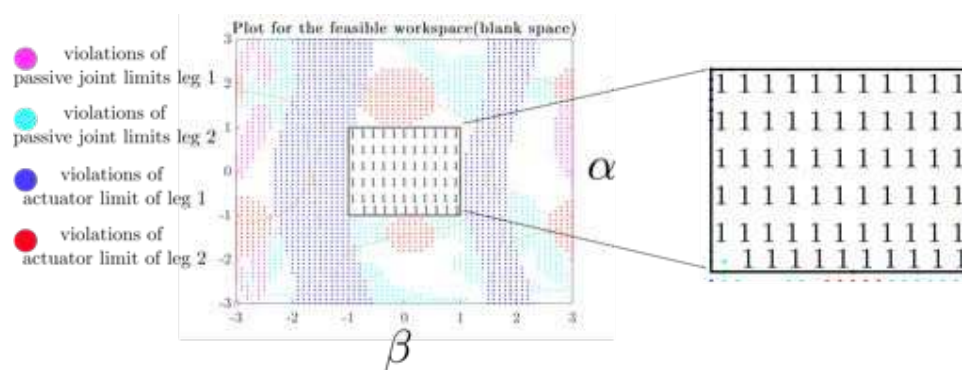 Plot for the feasible workspace(blank space)
violations of
passive joint limits leg 1
violations of
passive joint limits leg 2
violations of
actuator limit of leg 1
violations of
actuator limit of leg 2
3
2
1
0
-1
-2
-3
-3 -2 -1 0 1 2 3
β
α
1 1 1 1 1 1 1 1 1 1 1
1 1 1 1 1 1 1 1 1 1 1
1 1 1 1 1 1 1 1 1 1 1
1 1 1 1 1 1 1 1 1 1 1
1 1 1 1 1 1 1 1 1 1 1
1 1 1 1 1 1 1 1 1 1